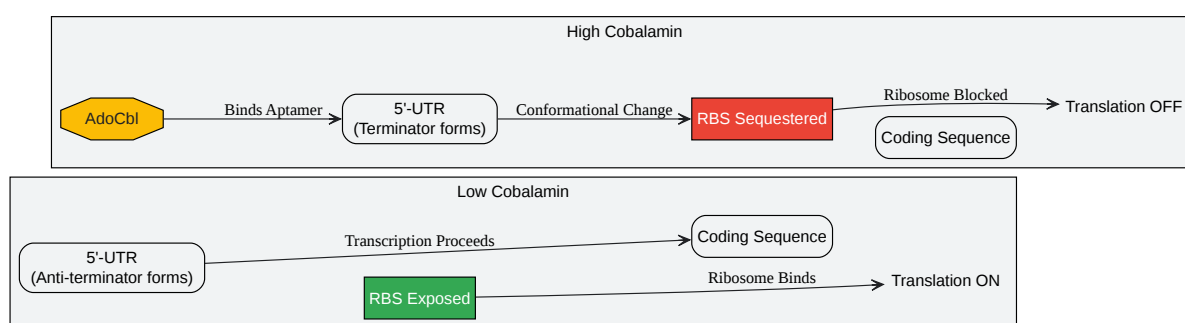 High Cobalamin
AdoCbl
Binds Aptamer
5'-UTR
(Terminator forms)
Conformational Change
RBS Sequestered
Ribosome Blocked
Translation OFF
Coding Sequence
Low Cobalamin
5'-UTR
(Anti-terminator forms)
Transcription Proceeds
Coding Sequence
RBS Exposed
Ribosome Binds
Translation ON